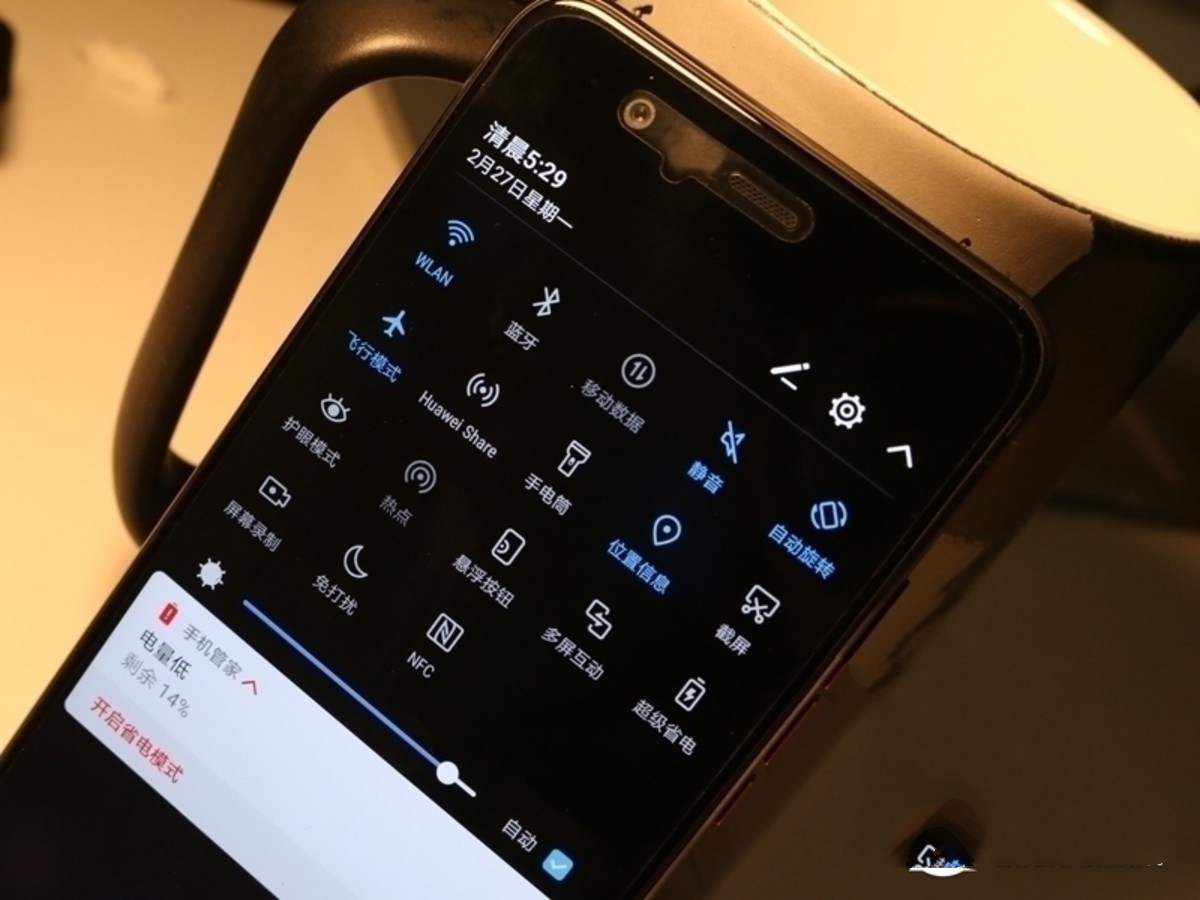 清晨5:29
2月27日星期一
WLAN
蓝牙
移动数据
静音
自动旋转
飞行模式
Huawei Share
手电筒
位置信息
截屏
护眼模式
热点
悬浮按钮
多屏互动
超级省电
屏幕录制
免打扰
NFC
自动
手机管家
电量低
剩余 14%
开启省电模式